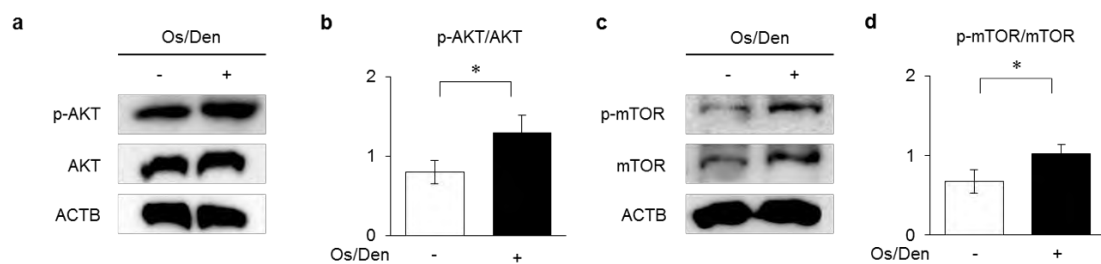 a
Os/Den
- +
p-AKT
AKT
ACTB
b
p-AKT/AKT
*
2
1
0
Os/Den - +
c
Os/Den
- +
p-mTOR
mTOR
ACTB
d
p-mTOR/mTOR
*
2
1
0
Os/Den - +